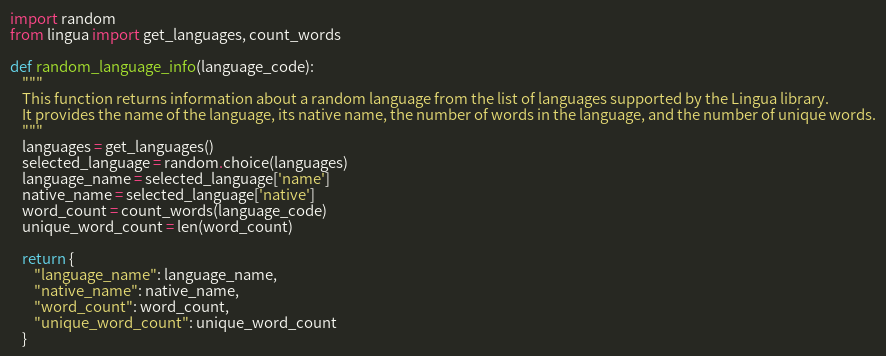 import random
from lingua import get_languages, count_words

def random_language_info(language_code):
    """
    This function returns information about a random language from the list of languages supported by the Lingua library.
    It provides the name of the language, its native name, the number of words in the language, and the number of unique words.
    """
    languages = get_languages()
    selected_language = random.choice(languages)
    language_name = selected_language['name']
    native_name = selected_language['native']
    word_count = count_words(language_code)
    unique_word_count = len(word_count)

    return {
        "language_name": language_name,
        "native_name": native_name,
        "word_count": word_count,
        "unique_word_count": unique_word_count
    }